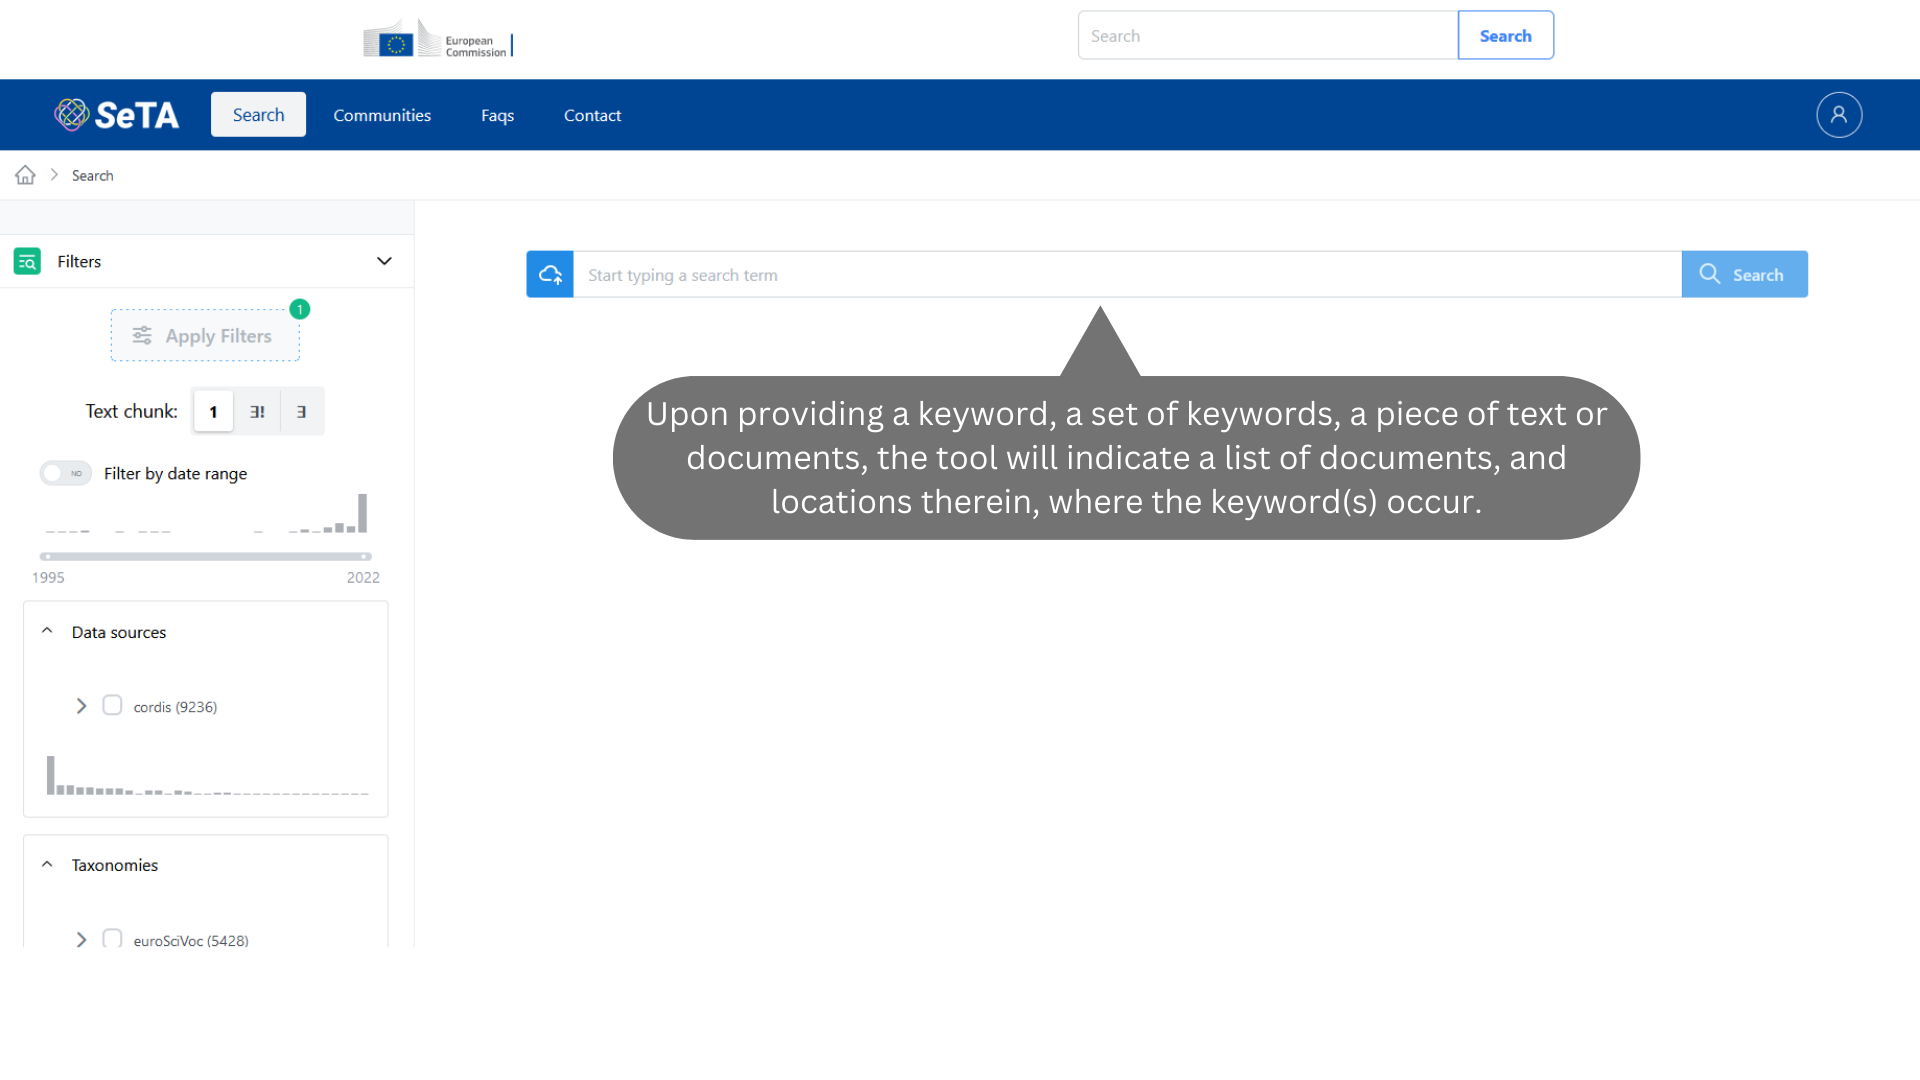 European
Commission
Search
Search
SeTA
Search
Communities
Faqs
Contact
Search
Filters
Start typing a search term
Search
1
Apply Filters
Text chunk:
1
∃!
∃
NO
Filter by date range
1995
2022
Upon providing a keyword, a set of keywords, a piece of text or
documents, the tool will indicate a list of documents, and
locations therein, where the keyword(s) occur.
Data sources
cordis (9236)
Taxonomies
euroSciVoc (5428)